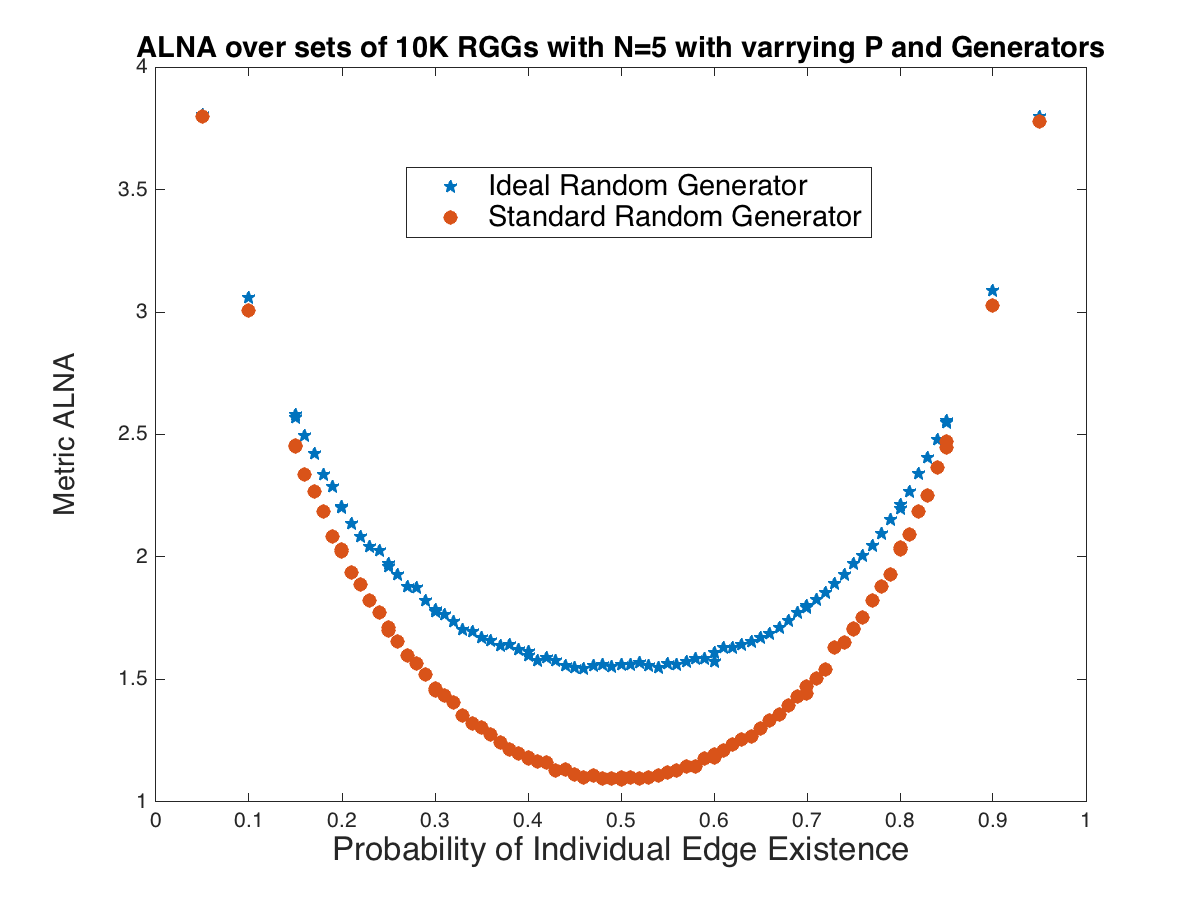 ALNA over sets of 10K RGGs with N=5 with varrying P and Generators
4
3.5
3
2.5
2
1.5
1
Metric ALNA
Ideal Random Generator
Standard Random Generator
0 0.1 0.2 0.3 0.4 0.5 0.6 0.7 0.8 0.9 1
Probability of Individual Edge Existence